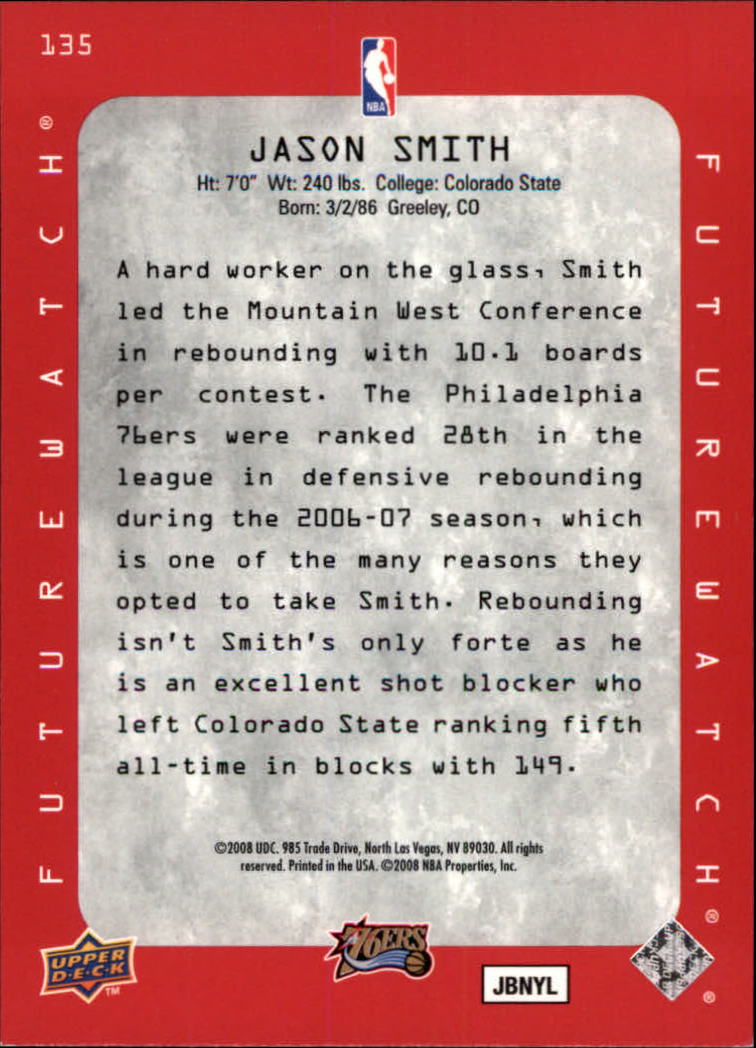 135
NBA
FUTUREWATCH®
JASON SMITH
Ht: 7'0" Wt: 240 lbs. College: Colorado State
Born: 3/2/86 Greeley, CO
A hard worker on the glass, Smith
led the Mountain West Conference
in rebounding with 10.1 boards
per contest. The Philadelphia
76ers were ranked 28th in the
league in defensive rebounding
during the 2006-07 season, which
is one of the many reasons they
opted to take Smith. Rebounding
isn't Smith's only forte as he
is an excellent shot blocker who
left Colorado State ranking fifth
all-time in blocks with 149.
©2008 UDC. 985 Trade Drive, North Las Vegas, NV 89030. All rights
reserved. Printed in the USA. ©2008 NBA Properties, Inc.
FUTUREWATCH®
UPPER
D·E·C·K
TM
76ERS
JBNYL
®